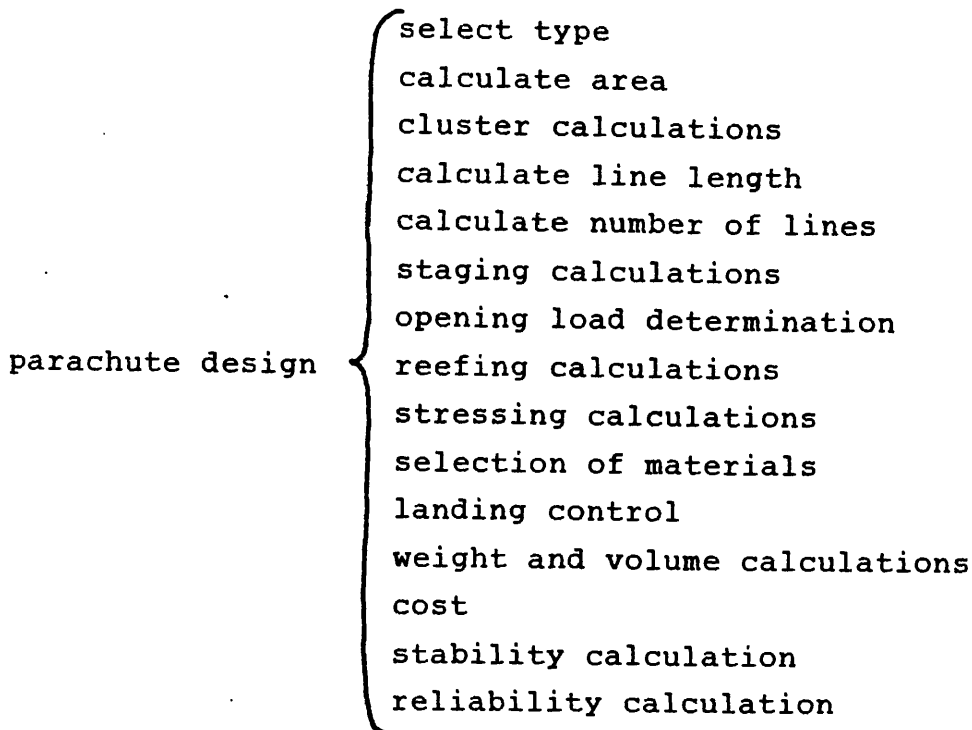 select type
calculate area
cluster calculations
calculate line length
calculate number of lines
staging calculations
opening load determination
parachute design
reefing calculations
stressing calculations
selection of materials
landing control
weight and volume calculations
cost
stability calculation
reliability calculation